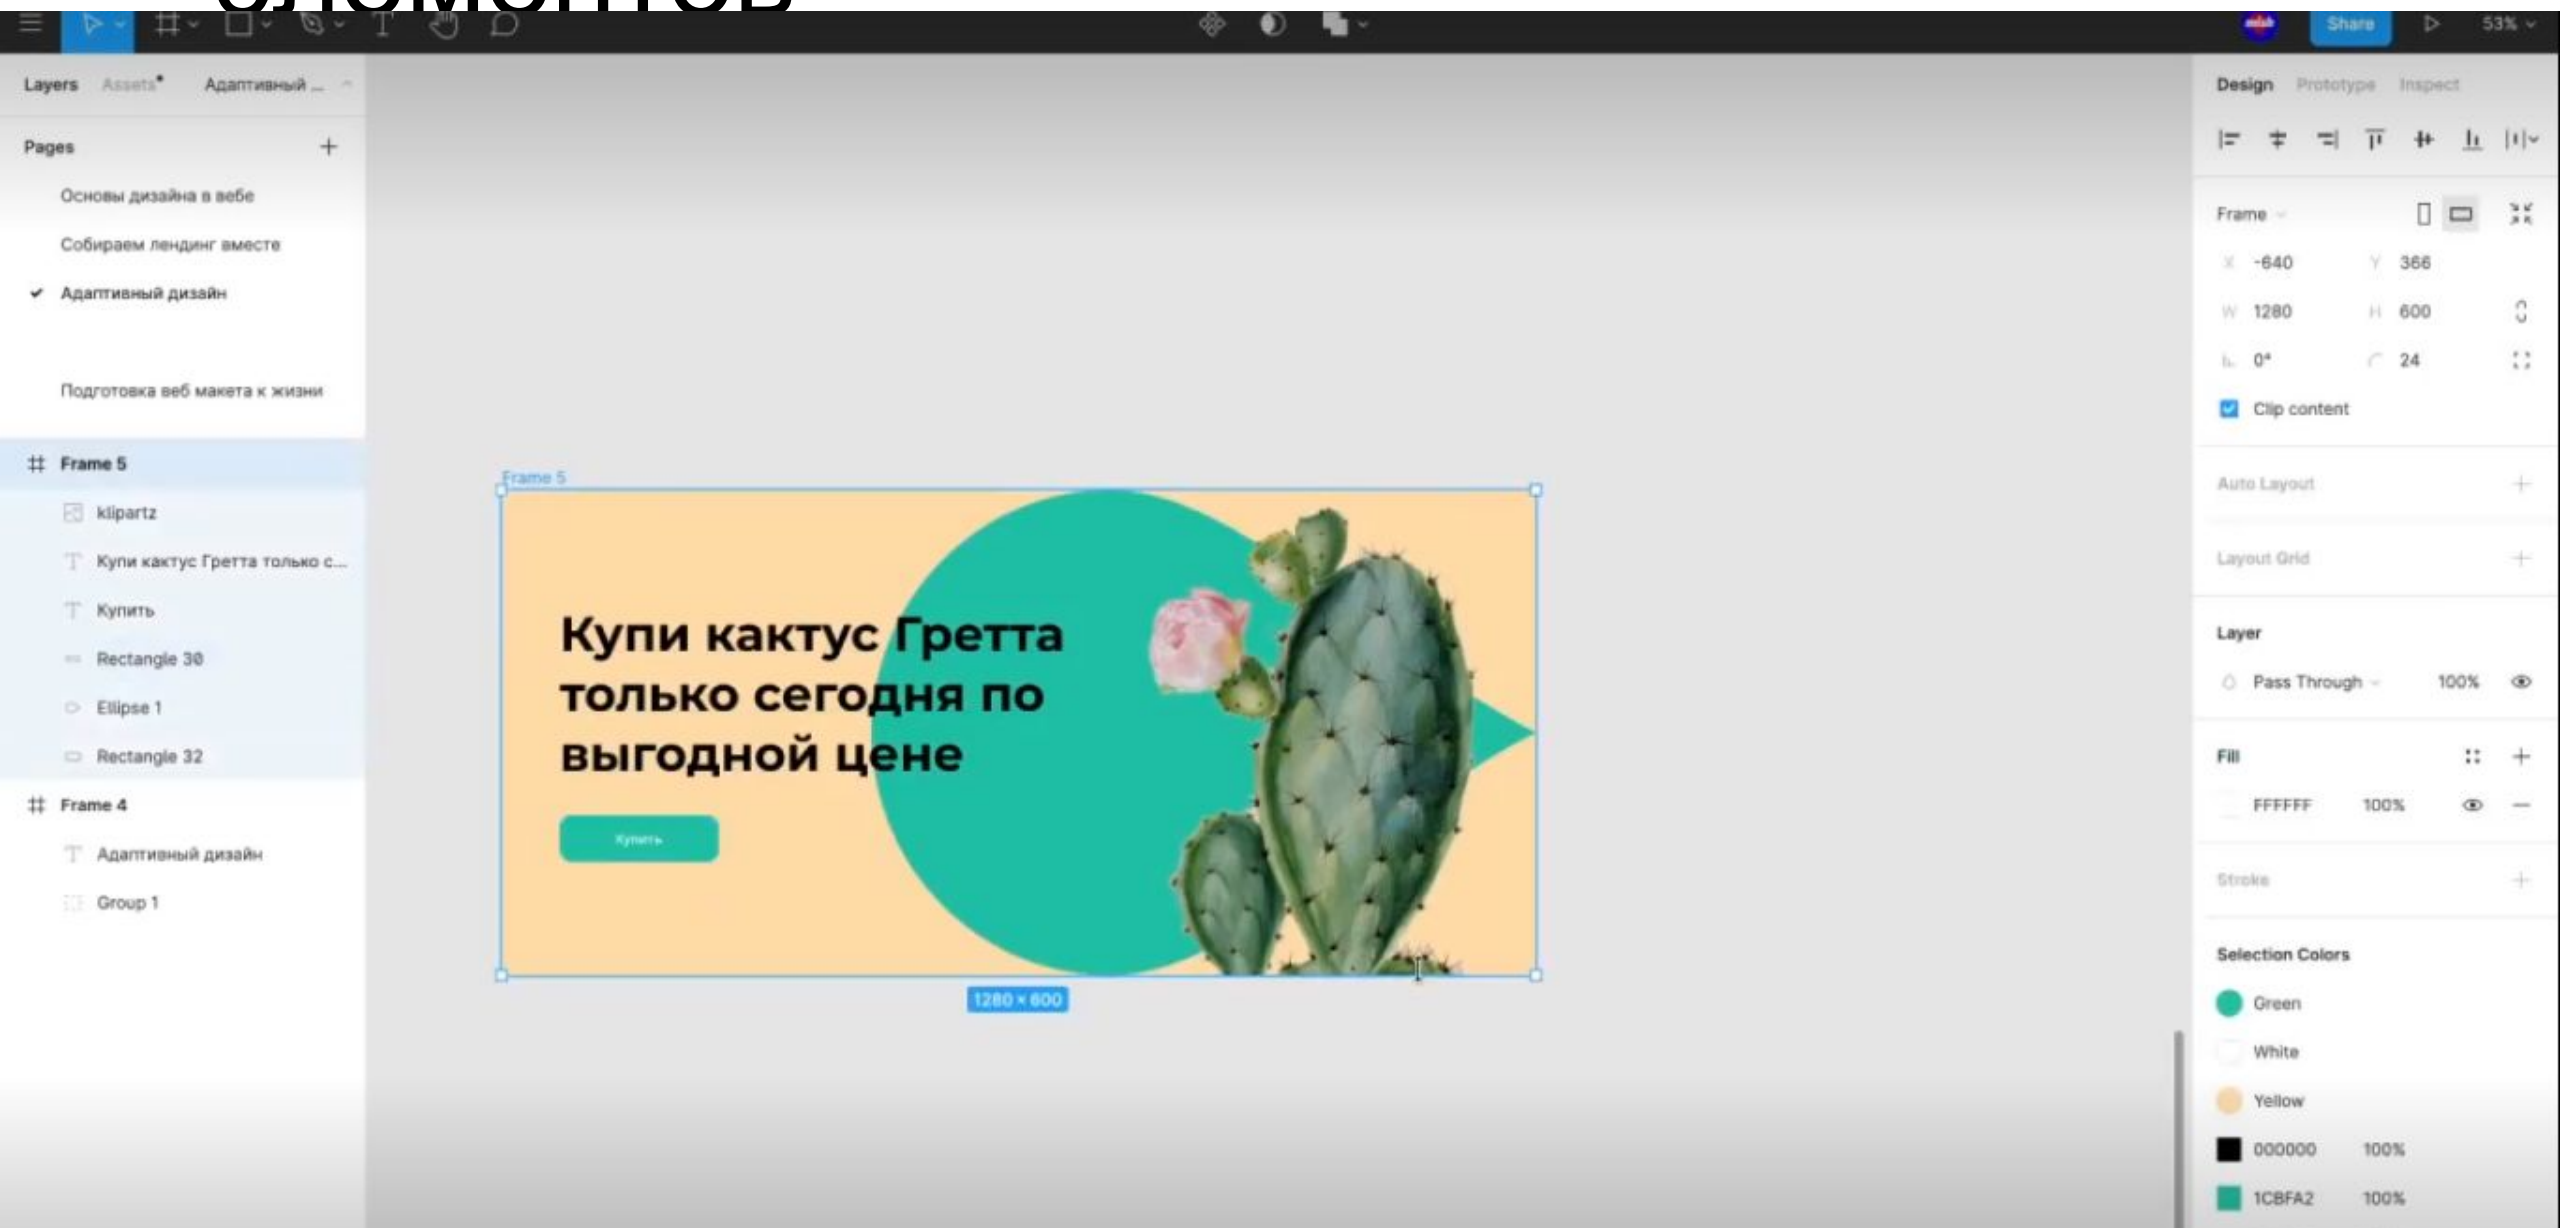 элементов
Share
53%
Layers
Assets
Адаптивный ...
Pages
Основы дизайна в вебе
Собираем лендинг вместе
Адаптивный дизайн
Подготовка веб макета к жизни
Frame 5
klipartz
Купи кактус Гретта только с...
Купить
Rectangle 30
Ellipse 1
Rectangle 32
Frame 4
Адаптивный дизайн
Group 1
Frame 5
Купи кактус Гретта
только сегодня по
выгодной цене
Купить
1280 × 600
Design Prototype Inspect
Frame
X -640 Y 366
W 1280 H 600
0° 24
Clip content
Auto Layout
Layout Grid
Layer
Pass Through 100%
Fill
FFFFFF 100%
Stroke
Selection Colors
Green
White
Yellow
000000 100%
1CBFA2 100%